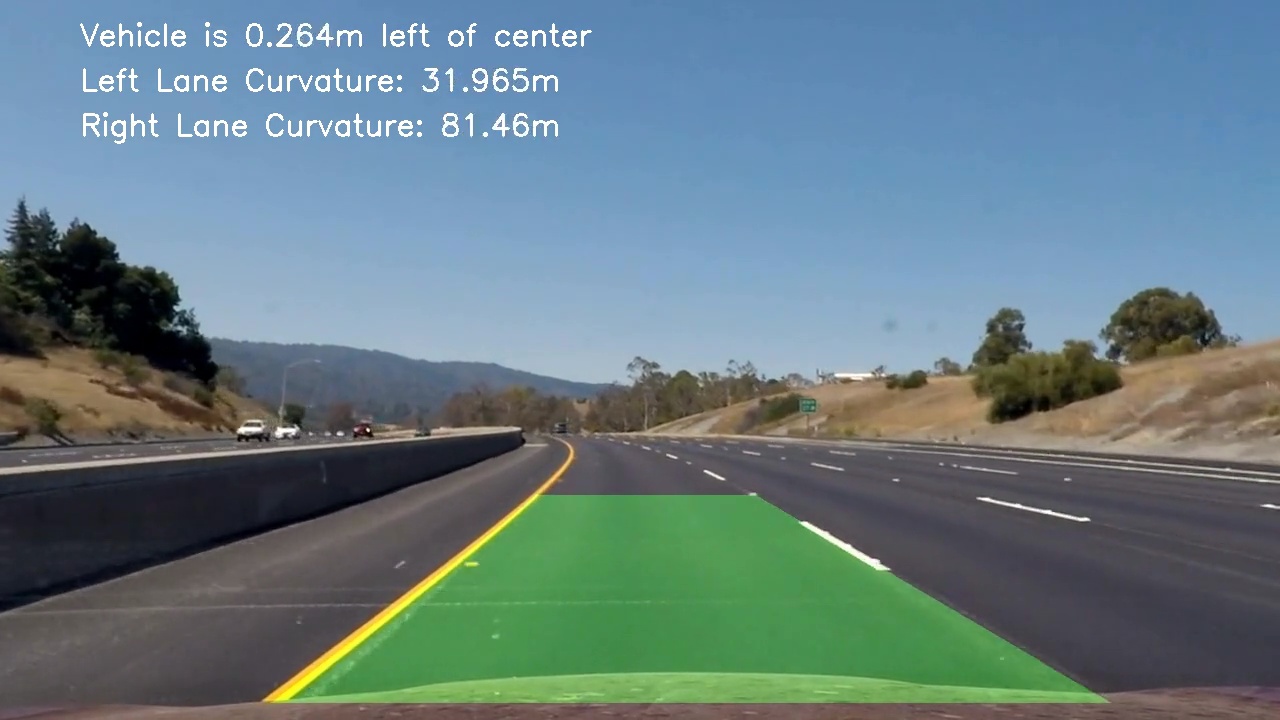 Vehicle is 0.264m left of center
Left Lane Curvature: 31.965m
Right Lane Curvature: 81.46m